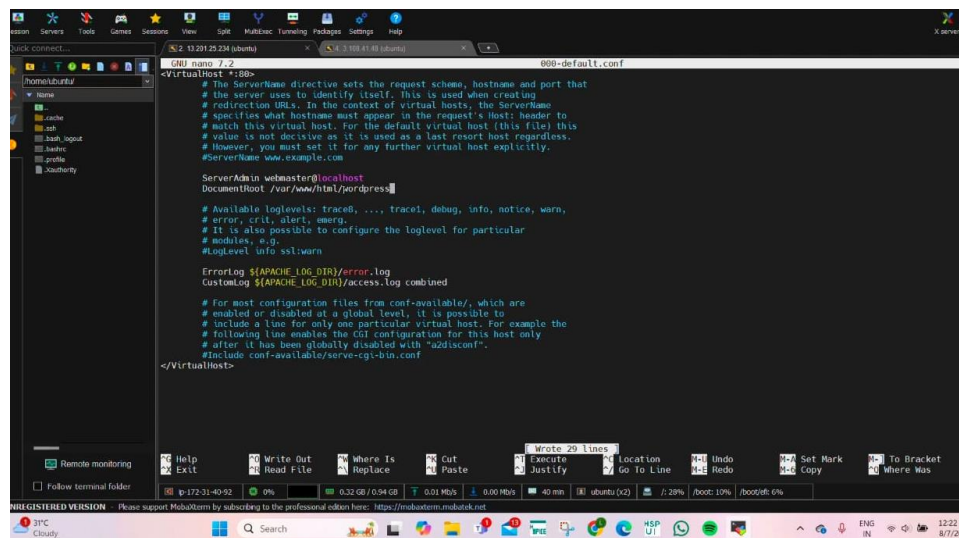 ession Servers Tools Games Sessions View Split MultiExec Tunneling Packages Settings Help
X server
Quick connect...
2. 13.201.25.234 (ubuntu)
4. 3.108.41.48 (ubuntu)
/home/ubuntu/
Name
..
.cache
.ssh
.bash_logout
.bashrc
.profile
.Xauthority
GNU nano 7.2 000-default.conf
<VirtualHost *:80>
# The ServerName directive sets the request scheme, hostname and port that
# the server uses to identify itself. This is used when creating
# redirection URLs. In the context of virtual hosts, the ServerName
# specifies what hostname must appear in the request's Host: header to
# match this virtual host. For the default virtual host (this file) this
# value is not decisive as it is used as a last resort host regardless.
# However, you must set it for any further virtual host explicitly.
#ServerName www.example.com
ServerAdmin webmaster@localhost
DocumentRoot /var/www/html/wordpress
# Available loglevels: trace8, ..., trace1, debug, info, notice, warn,
# error, crit, alert, emerg.
# It is also possible to configure the loglevel for particular
# modules, e.g.
#LogLevel info ssl:warn
ErrorLog ${APACHE_LOG_DIR}/error.log
CustomLog ${APACHE_LOG_DIR}/access.log combined
# For most configuration files from conf-available/, which are
# enabled or disabled at a global level, it is possible to
# include a line for only one particular virtual host. For example the
# following line enables the CGI configuration for this host only
# after it has been globally disabled with "a2disconf".
#Include conf-available/serve-cgi-bin.conf
</VirtualHost>
[ Wrote 29 lines ]
^G Help ^O Write Out ^W Where Is ^K Cut ^T Execute ^C Location M-U Undo M-A Set Mark M-] To Bracket
^X Exit ^R Read File ^\ Replace ^U Paste ^J Justify ^/ Go To Line M-E Redo M-6 Copy ^Q Where Was
Remote monitoring
Follow terminal folder
ip-172-31-40-92 0% 0.32 GB / 0.94 GB 0.01 Mb/s 0.00 Mb/s 40 min ubuntu (x2) /: 28% /boot: 10% /boot/efi: 6%
NREGISTERED VERSION - Please support MobaXterm by subscribing to the professional edition here: https://mobaxterm.mobatek.net
31°C
Cloudy
Search
HSP
UI
ENG
IN
12:22
8/7/2